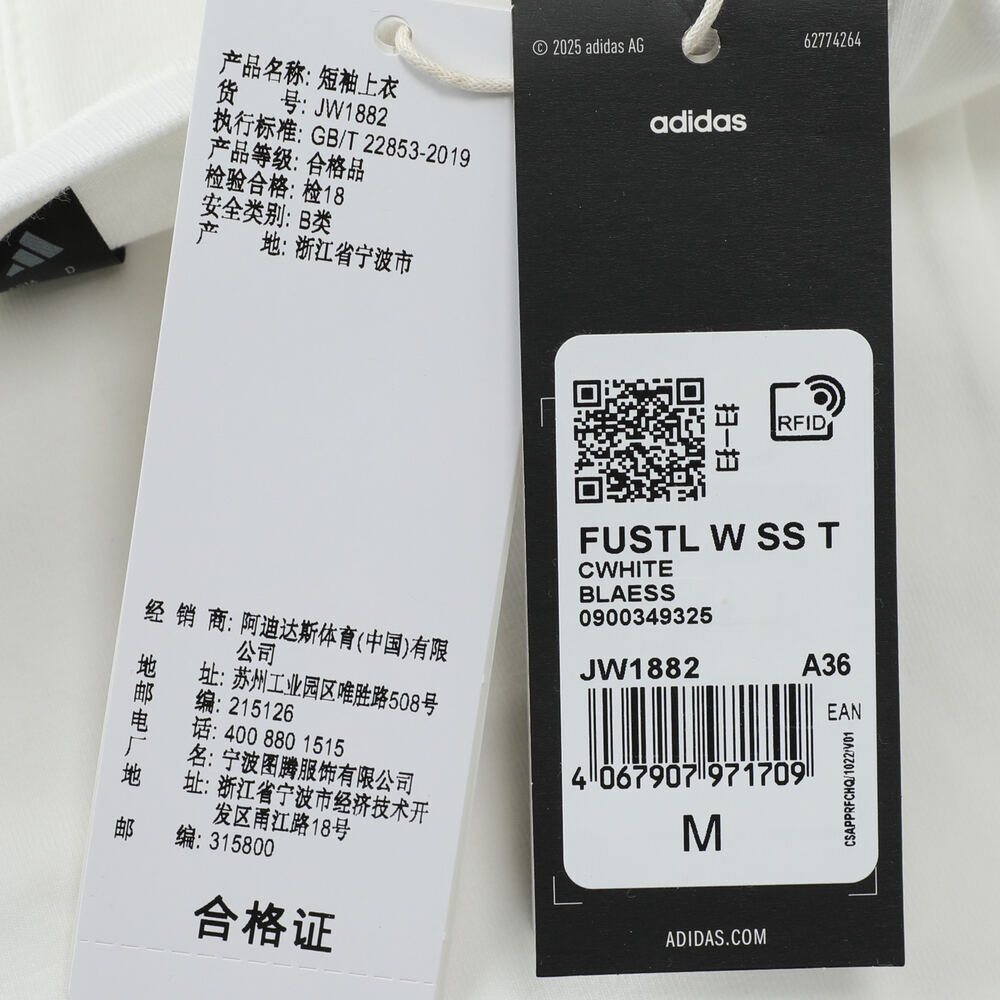 产品名称: 短袖上衣
货 号: JW1882
执行标准: GB/T 22853-2019
产品等级: 合格品
检验合格: 检18
安全类别: B类
产 地: 浙江省宁波市
经 销 商: 阿迪达斯体育(中国)有限
公司
地 址: 苏州工业园区唯胜路508号
邮 编: 215126
电 话: 400 880 1515
厂 名: 宁波图腾服饰有限公司
地 址: 浙江省宁波市经济技术开
发区甬江路18号
邮 编: 315800
合格证
© 2025 adidas AG
62774264
adidas
RFID
FUSTL W SS T
CWHITE
BLAESS
0900349325
JW1882 A36
EAN
4 067907 971709
CSAPPRFCHQ/1022/V01
M
ADIDAS.COM